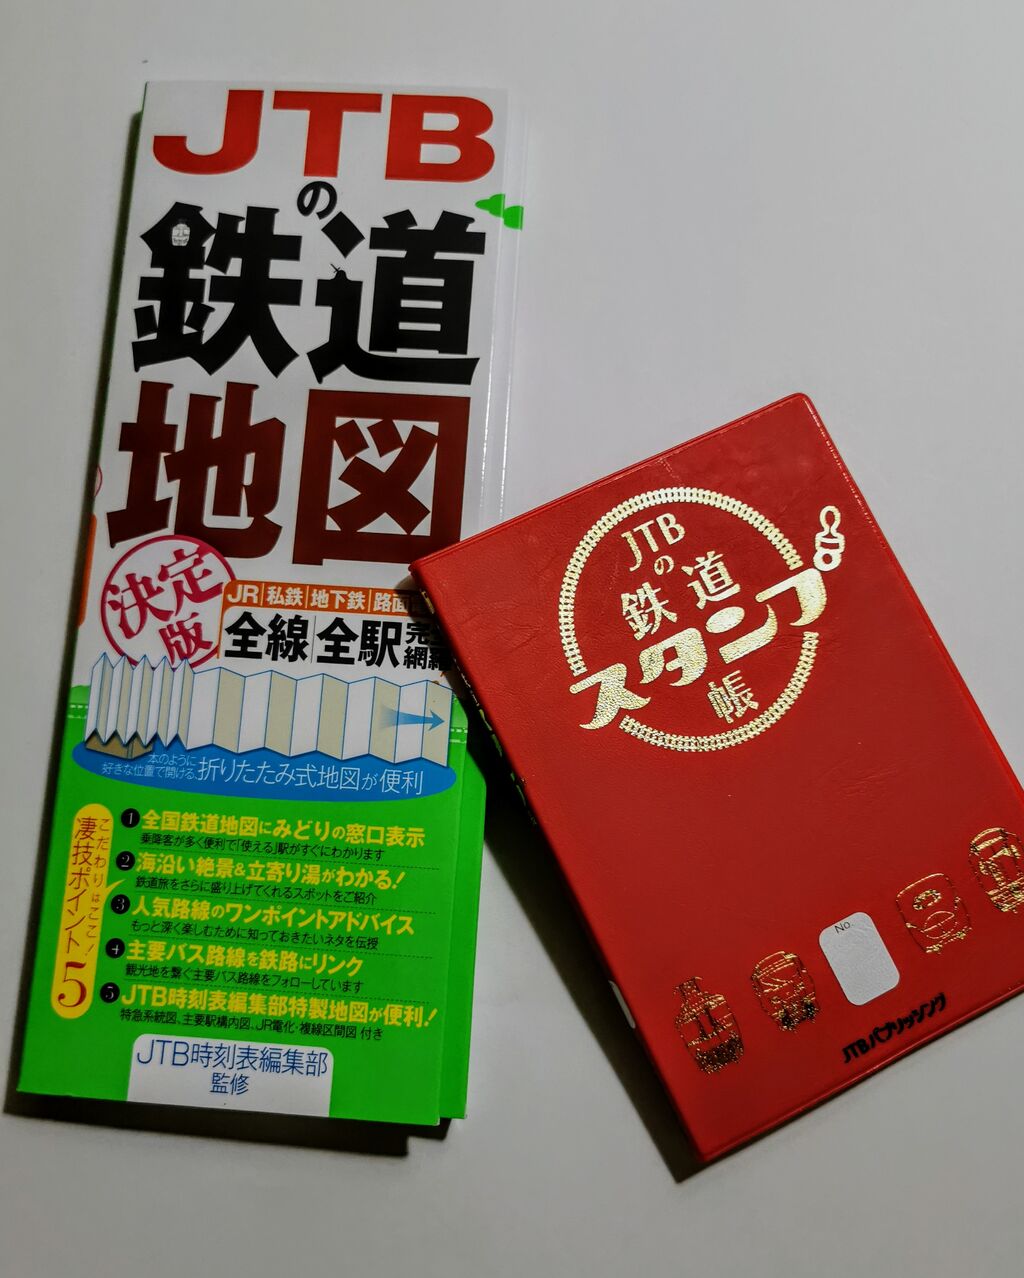 JTB
の
鉄道
地図
決定
版
JR 私鉄 地下鉄
全線 全駅
本のように
好きな位置で開ける、折りたたみ式地図が便利
こだわりはここ!
凄技ポイント5
1 全国鉄道地図にみどりの窓口表示
乗降客が多く便利で「使える」駅がすぐにわかります
2 海沿い絶景&立寄り湯がわかる!
鉄道旅をさらに盛り上げてくれるスポットをご紹介
3 人気路線のワンポイントアドバイス
もっと深く楽しむために知っておきたいネタを伝授
4 主要バス路線を鉄路にリンク
観光地を繋ぐ主要バス路線をフォローしています
5 JTB時刻表編集部特製地図が便利!
特急系統図、主要駅構内図、JR電化・複線区間図 付き
JTB時刻表編集部
監修
JTB
の
鉄道
スタンプ
帳
No.
JTBパブリッシング